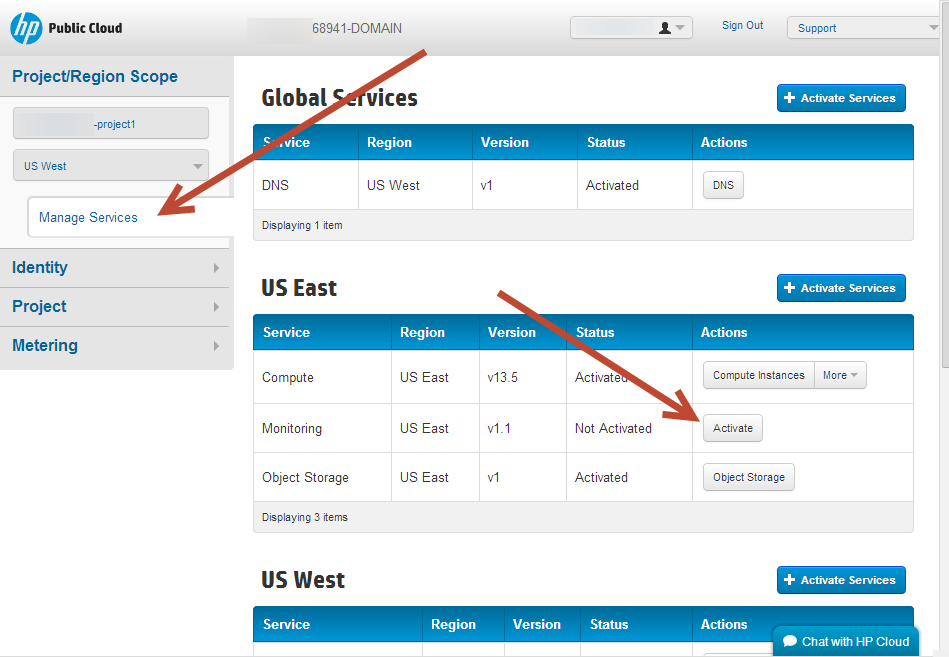 hp Public Cloud
68941-DOMAIN
Sign Out
Support
Project/Region Scope
-project1
US West
Manage Services
Identity
Project
Metering
Global Services
Activate Services
Service Region Version Status Actions
DNS US West v1 Activated DNS
Displaying 1 item
US East
Activate Services
Service Region Version Status Actions
Compute US East v13.5 Activated Compute Instances More
Monitoring US East v1.1 Not Activated Activate
Object Storage US East v1 Activated Object Storage
Displaying 3 items
US West
Activate Services
Service Region Version Status Actions
Chat with HP Cloud